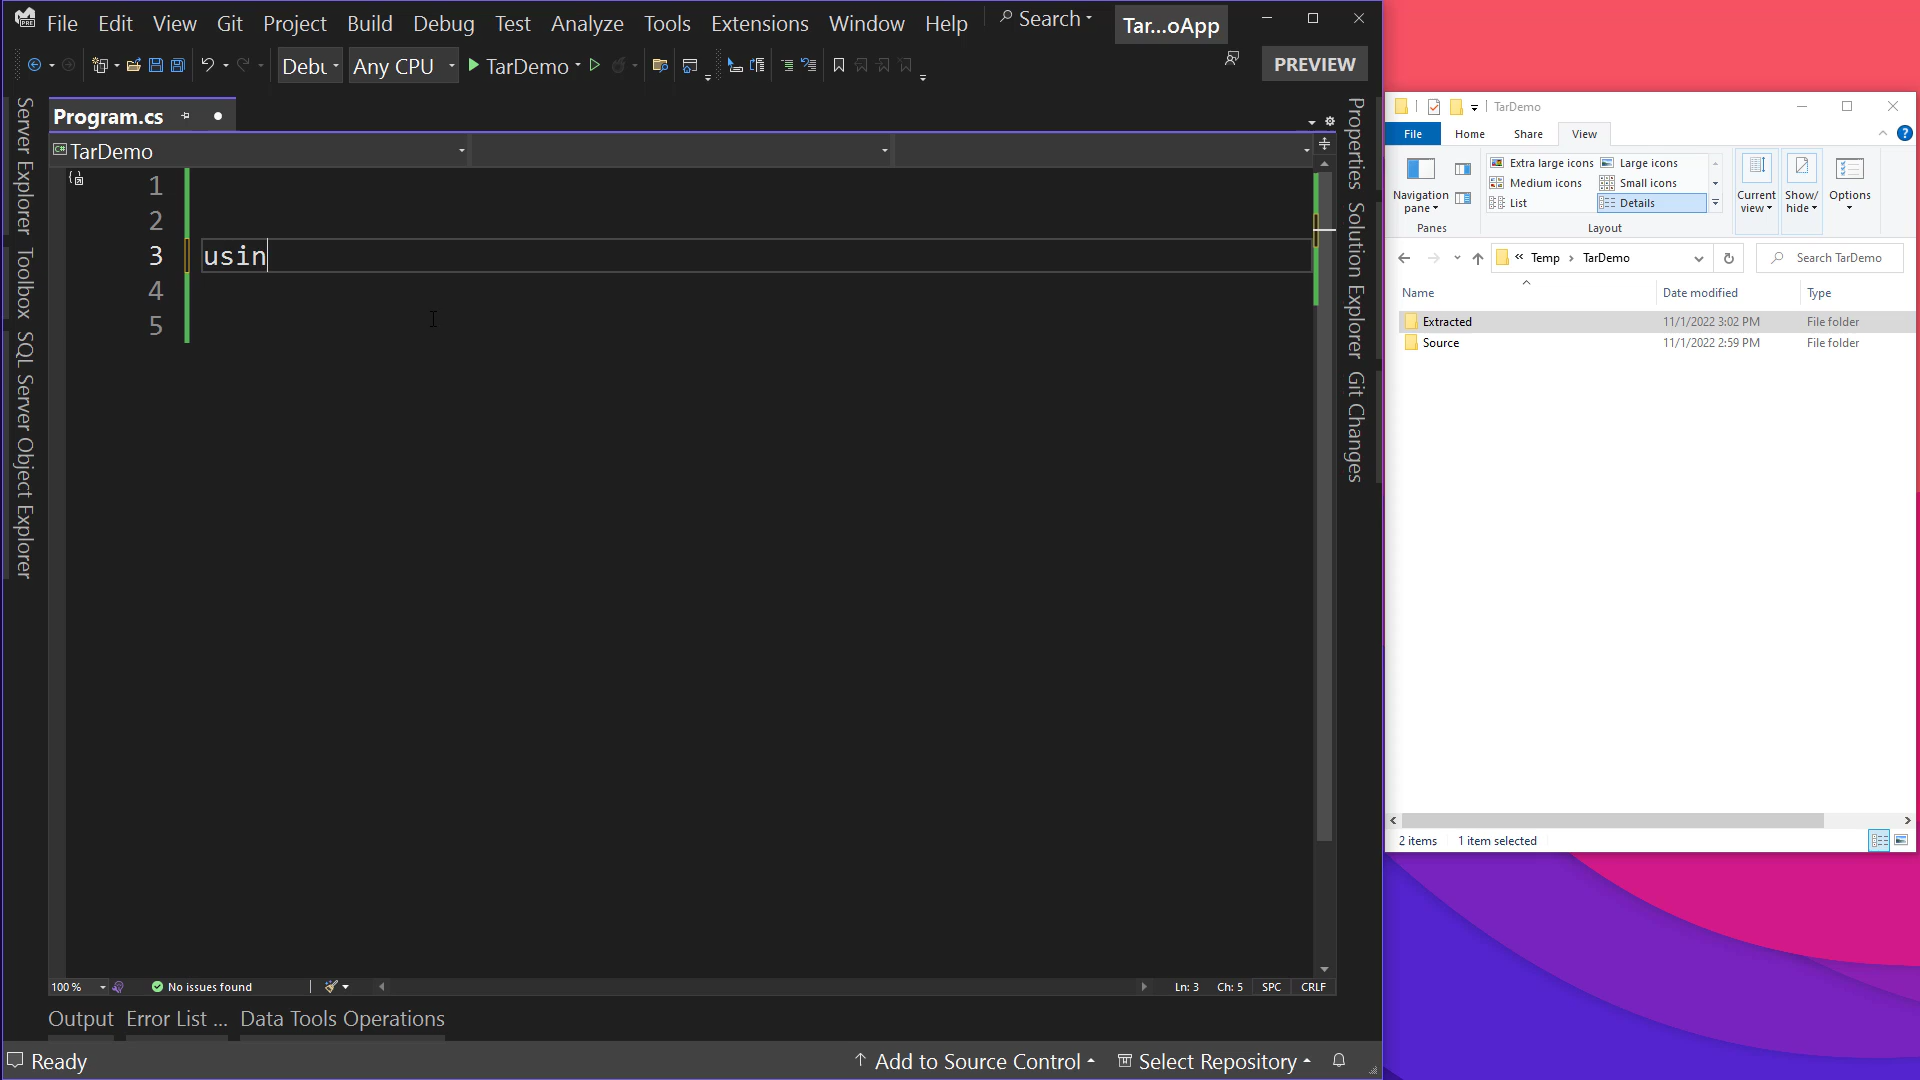 File Edit View Git Project Build Debug Test Analyze Tools Extensions Window Help Search Tar...oApp
Debu Any CPU TarDemo PREVIEW
Program.cs
TarDemo
1
2
3 usin
4
5
Server Explorer
Toolbox
SQL Server Object Explorer
Properties
Solution Explorer
Git Changes
100 % No issues found Ln: 3 Ch: 5 SPC CRLF
Output Error List ... Data Tools Operations
Ready Add to Source Control Select Repository
TarDemo
File Home Share View
Navigation pane
Panes
Extra large icons Large icons
Medium icons Small icons
List Details
Layout
Current view
Show/ hide
Options
« Temp › TarDemo Search TarDemo
Name Date modified Type
Extracted 11/1/2022 3:02 PM File folder
Source 11/1/2022 2:59 PM File folder
2 items 1 item selected